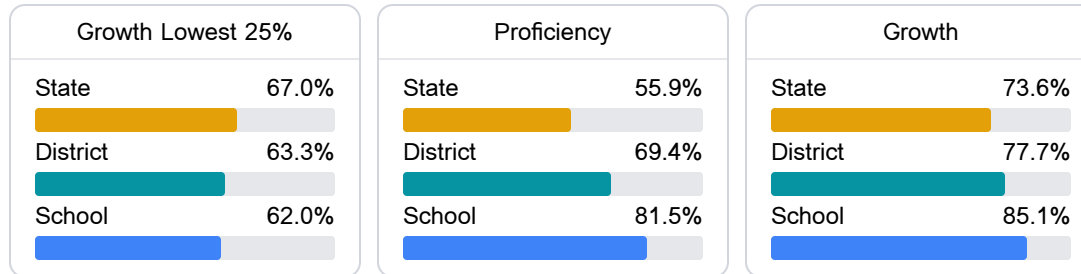 Growth Lowest 25%
State 67.0%
District 63.3%
School 62.0%
Proficiency
State 55.9%
District 69.4%
School 81.5%
Growth
State 73.6%
District 77.7%
School 85.1%